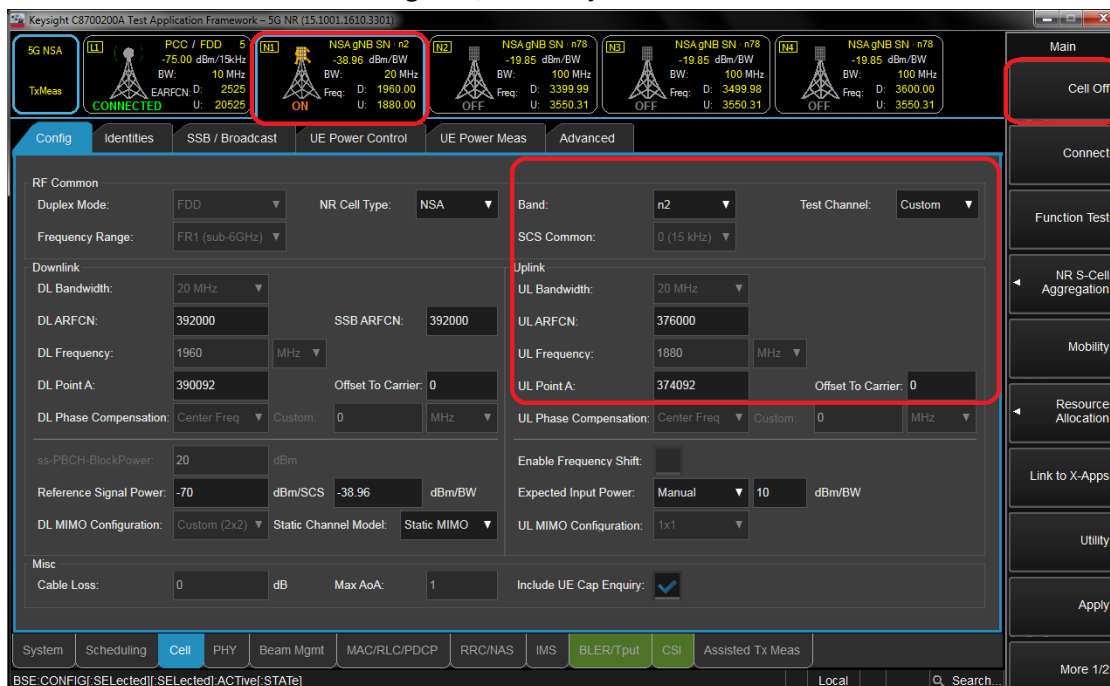 Keysight C8700200A Test Application Framework – 5G NR (15.1001.1610.3301)
5G NSA
TxMeas
L1 PCC / FDD 5
-75.00 dBm/15kHz
BW: 10 MHz
EARFCN: D: 2525
CONNECTED U: 20525
N1 NSA gNB SN · n2
-38.96 dBm/BW
BW: 20 MHz
Freq: D: 1960.00
ON U: 1880.00
N2 NSA gNB SN · n78
-19.85 dBm/BW
BW: 100 MHz
Freq: D: 3399.99
OFF U: 3550.31
N3 NSA gNB SN · n78
-19.85 dBm/BW
BW: 100 MHz
Freq: D: 3499.98
OFF U: 3550.31
N4 NSA gNB SN · n78
-19.85 dBm/BW
BW: 100 MHz
Freq: D: 3600.00
OFF U: 3550.31
Config Identities SSB / Broadcast UE Power Control UE Power Meas Advanced
RF Common
Duplex Mode: FDD NR Cell Type: NSA Band: n2 Test Channel: Custom
Frequency Range: FR1 (sub-6GHz) SCS Common: 0 (15 kHz)
Downlink Uplink
DL Bandwidth: 20 MHz UL Bandwidth: 20 MHz
DL ARFCN: 392000 SSB ARFCN: 392000 UL ARFCN: 376000
DL Frequency: 1960 MHz UL Frequency: 1880 MHz
DL Point A: 390092 Offset To Carrier: 0 UL Point A: 374092 Offset To Carrier: 0
DL Phase Compensation: Center Freq Custom: 0 MHz UL Phase Compensation: Center Freq Custom: 0 MHz
ss-PBCH-BlockPower: 20 dBm Enable Frequency Shift:
Reference Signal Power: -70 dBm/SCS -38.96 dBm/BW Expected Input Power: Manual 10 dBm/BW
DL MIMO Configuration: Custom (2x2) Static Channel Model: Static MIMO UL MIMO Configuration: 1x1
Misc
Cable Loss: 0 dB Max AoA: 1 Include UE Cap Enquiry:
System Scheduling Cell PHY Beam Mgmt MAC/RLC/PDCP RRC/NAS IMS BLER/Tput CSI Assisted Tx Meas
BSE:CONFIG[:SELected][:SELected]:ACTive[:STATe] Local Search...
Main
Cell Off
Connect
Function Test
NR S-Cell
Aggregation
Mobility
Resource
Allocation
Link to X-Apps
Utility
Apply
More 1/2